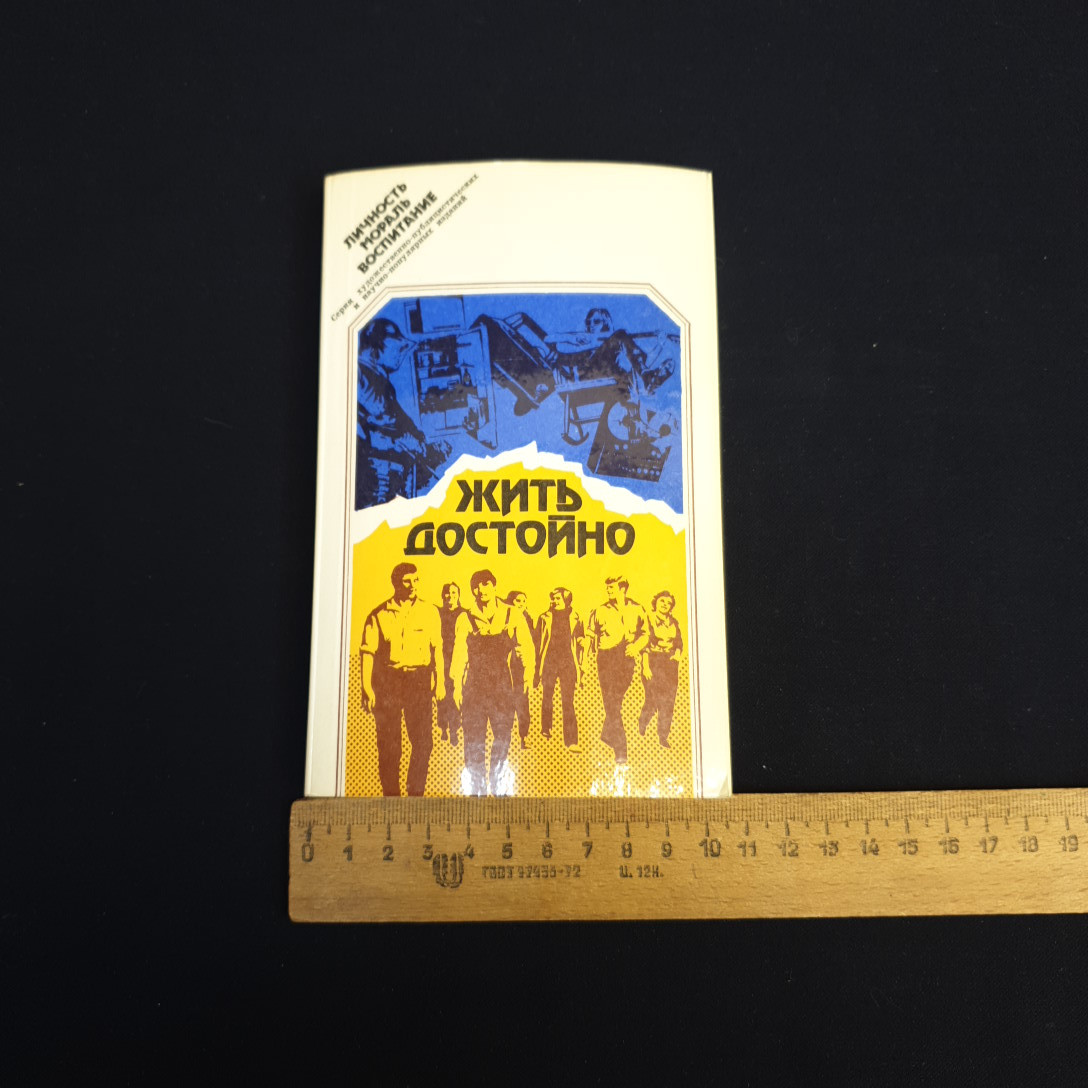 ЛИЧНОСТЬ
МОРАЛЬ
ВОСПИТАНИЕ
Серия художественно-публицистических
и научно-популярных изданий
ЖИТЬ
ДОСТОЙНО
0 1 2 3 4 5 6 7 8 9 10 11 12 13 14 15 16 17 18 19
ГОСТ 17435-72 Ц. 12к.